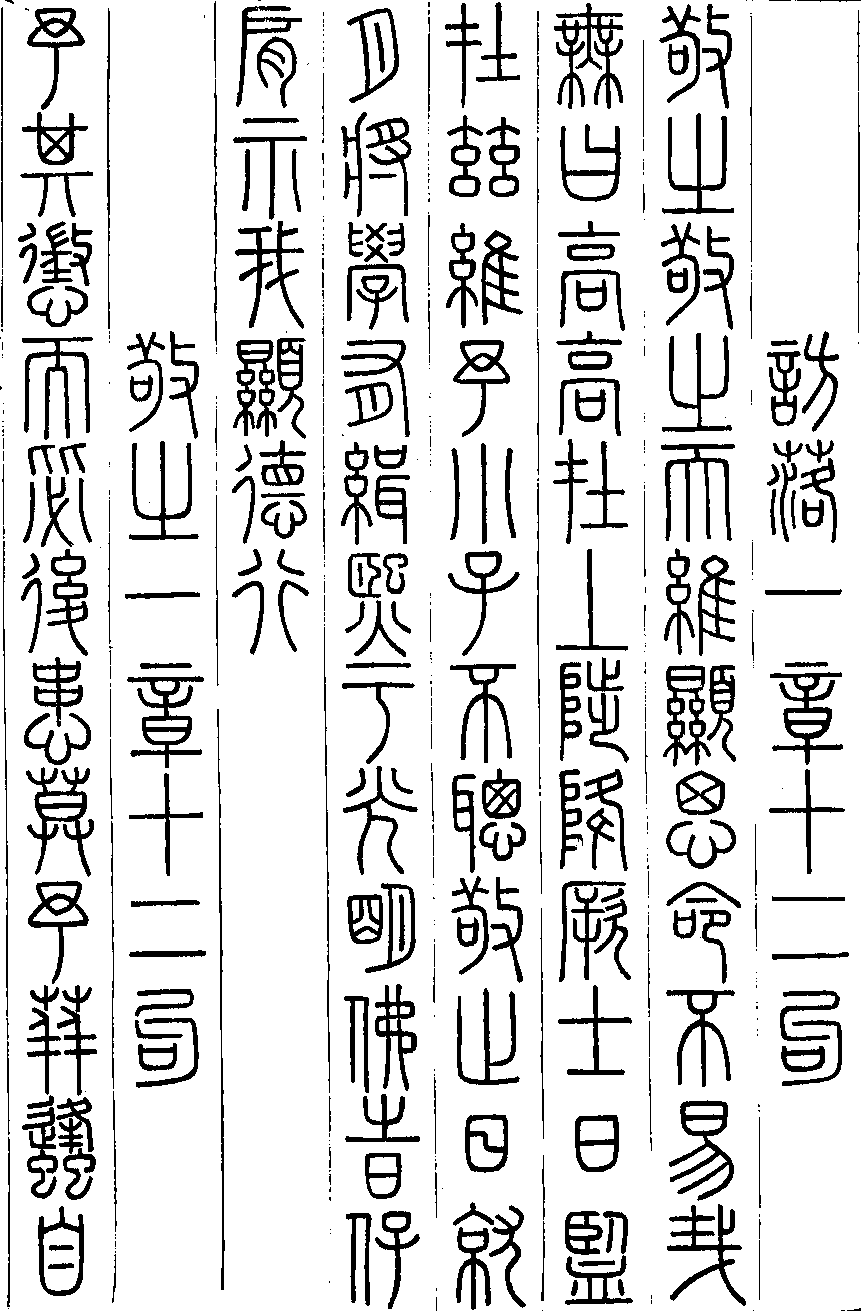 訪落一章十二句
敬之敬之天維顯思命不易哉
無曰高高在上陟降厥士日監
在茲維予小子不聰敬止日就
月將學有緝熙于光明佛時仔
肩示我顯德行
敬之一章十二句
予其懲而毖後患莫予荓蜂自